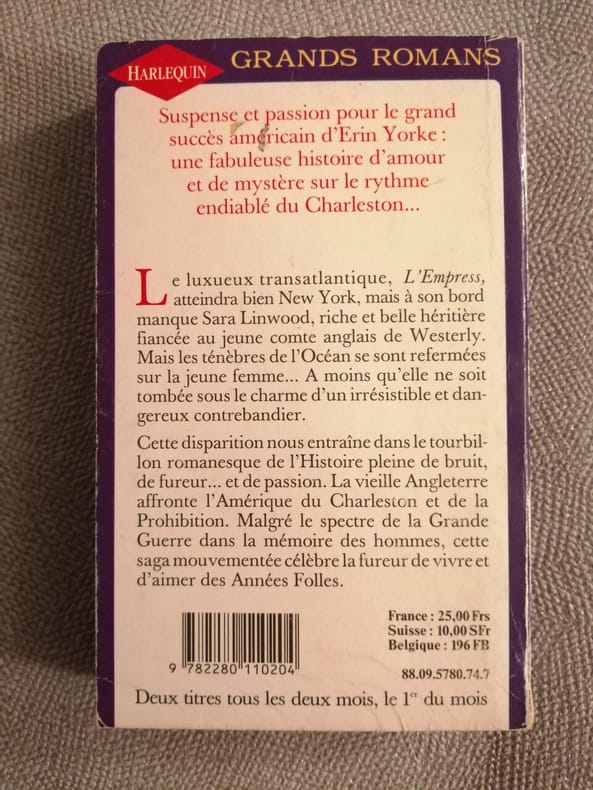 HARLEQUIN
GRANDS ROMANS
Suspense et passion pour le grand
succès américain d'Erin Yorke :
une fabuleuse histoire d'amour
et de mystère sur le rythme
endiablé du Charleston...
Le luxueux transatlantique, L'Empress,
atteindra bien New York, mais à son bord
manque Sara Linwood, riche et belle héritière
fiancée au jeune comte anglais de Westerly.
Mais les ténèbres de l'Océan se sont refermées
sur la jeune femme... A moins qu'elle ne soit
tombée sous le charme d'un irrésistible et dan-
gereux contrebandier.
Cette disparition nous entraîne dans le tourbil-
lon romanesque de l'Histoire pleine de bruit,
de fureur... et de passion. La vieille Angleterre
affronte l'Amérique du Charleston et de la
Prohibition. Malgré le spectre de la Grande
Guerre dans la mémoire des hommes, cette
saga mouvementée célèbre la fureur de vivre et
d'aimer des Années Folles.
France : 25,00 Frs
Suisse : 10,00 SFr
Belgique : 196 FB
9 782280 110204
88.09.5780.74.7
Deux titres tous les deux mois, le 1er du mois